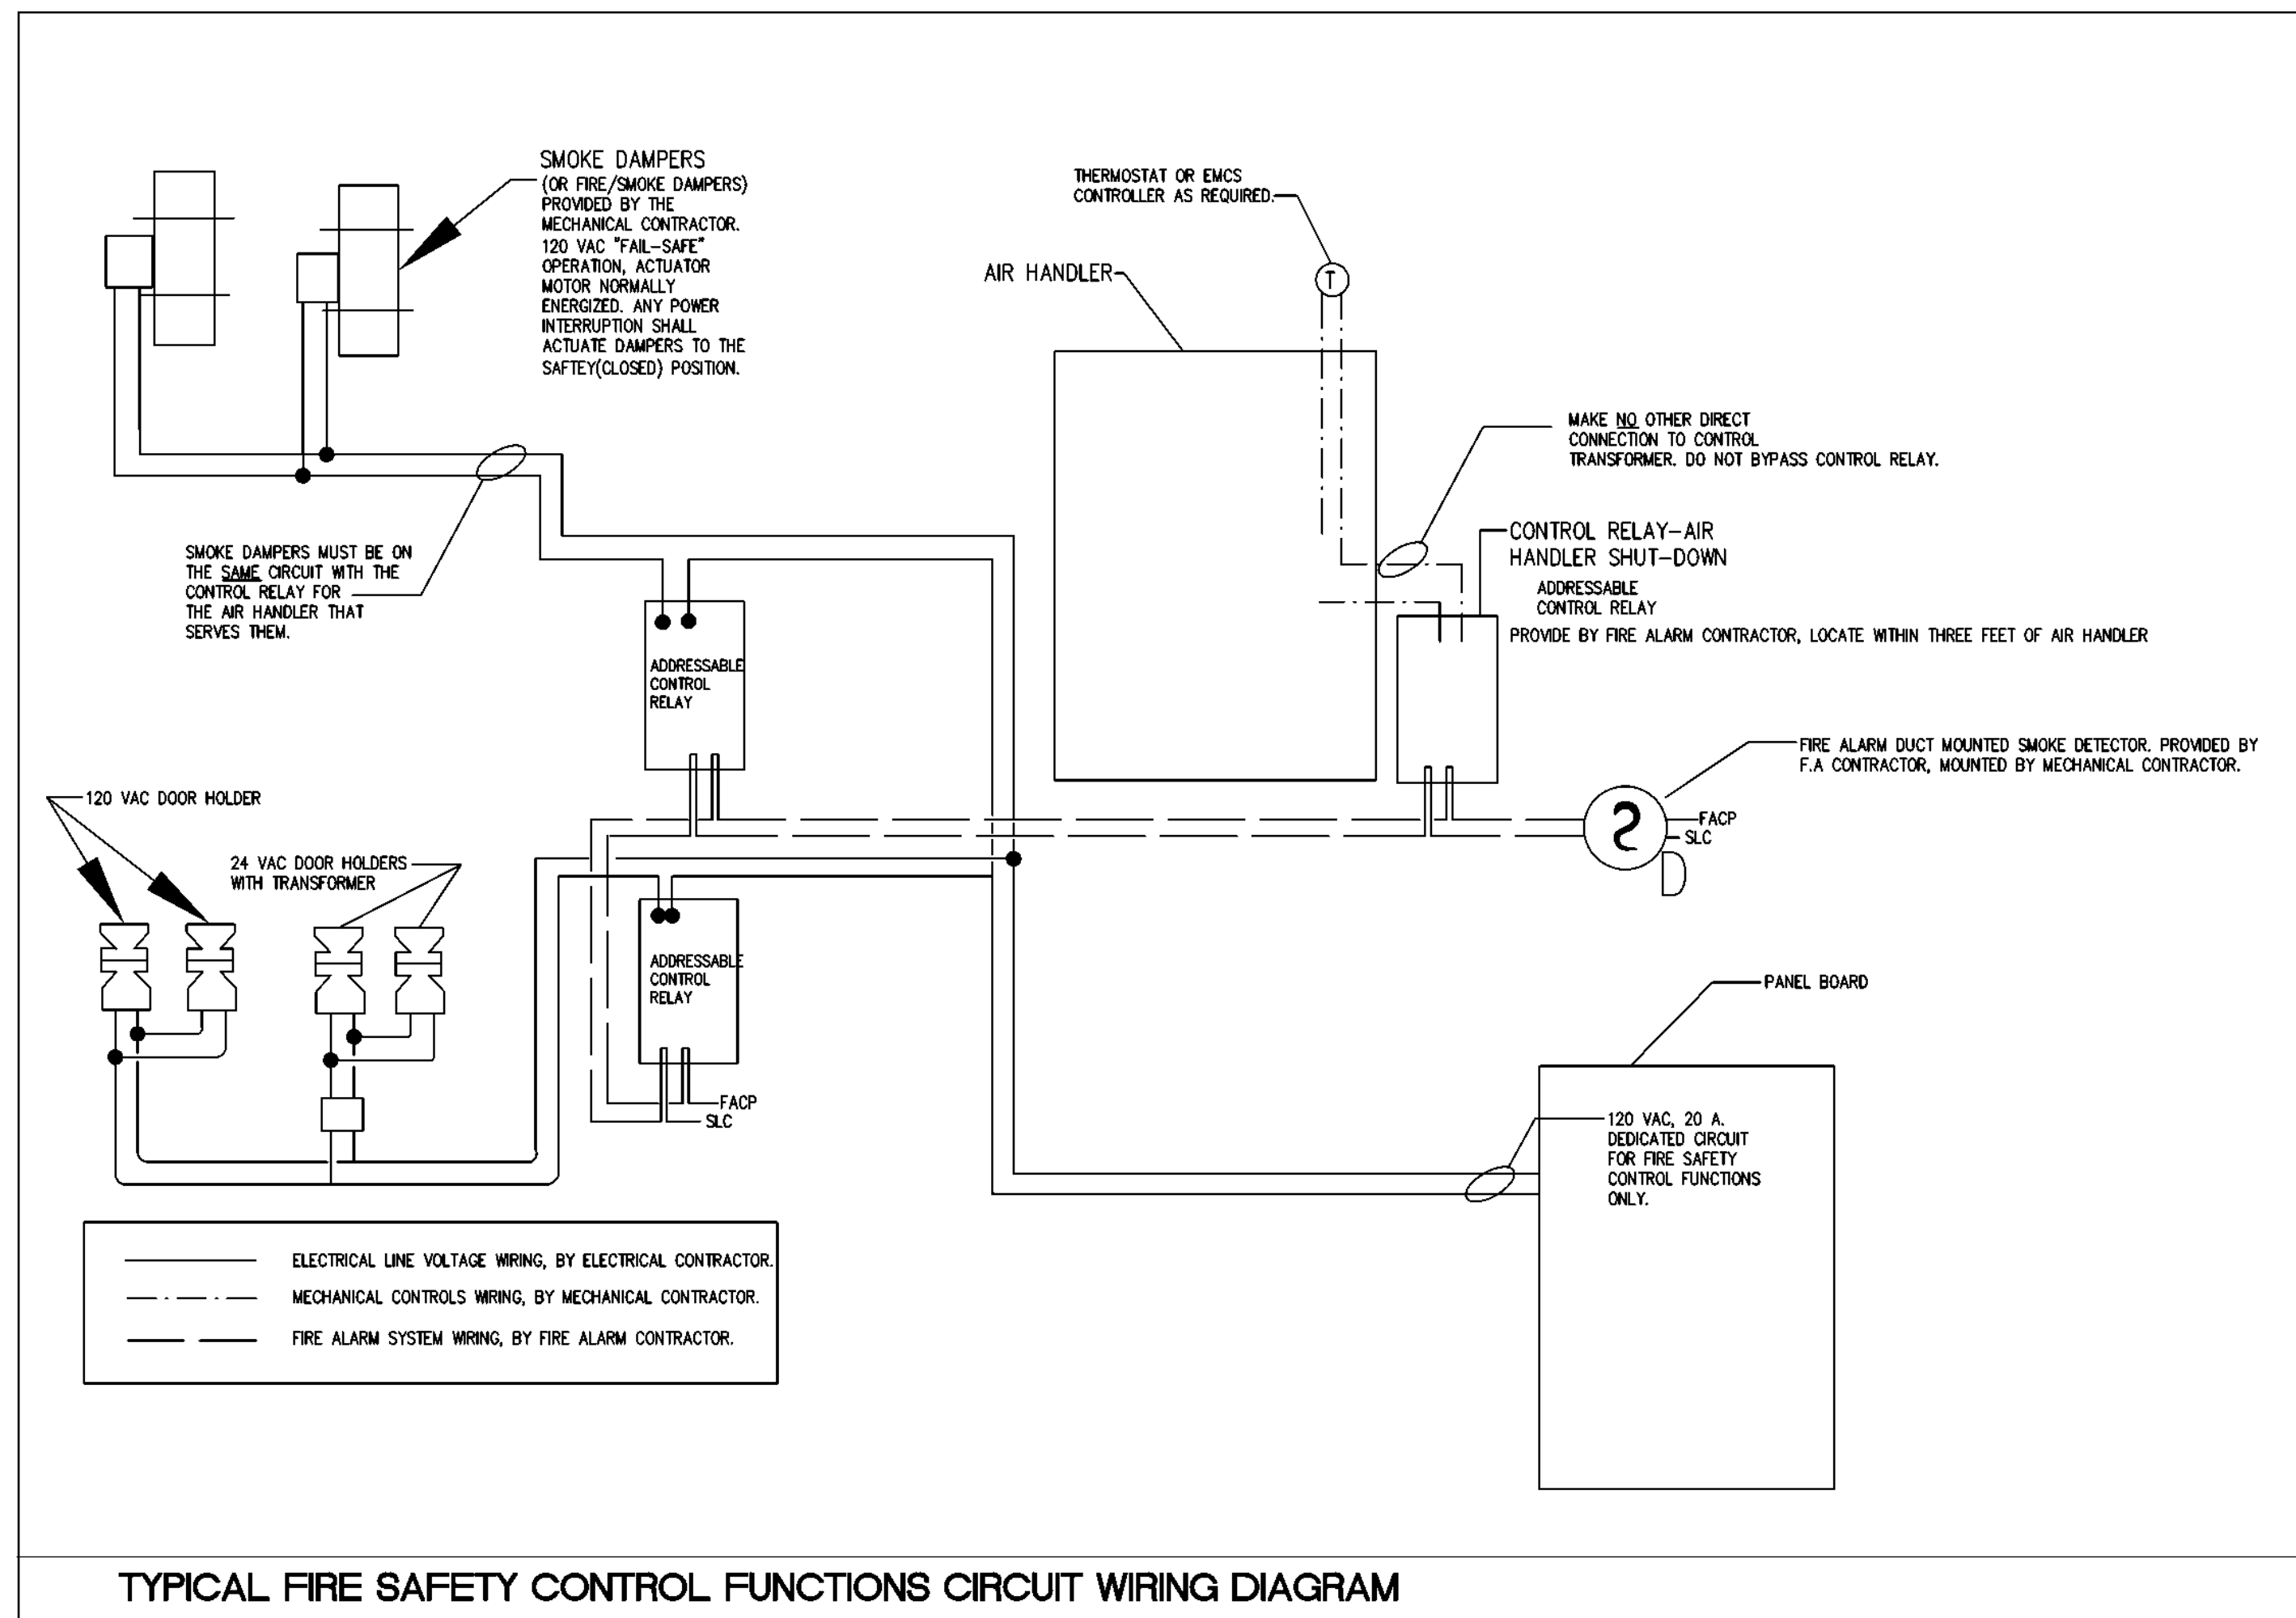 SMOKE DAMPERS
(OR FIRE/SMOKE DAMPERS)
PROVIDED BY THE
MECHANICAL CONTRACTOR.
120 VAC "FAIL-SAFE"
OPERATION, ACTUATOR
MOTOR NORMALLY
ENERGIZED. ANY POWER
INTERRUPTION SHALL
ACTUATE DAMPERS TO THE
SAFTEY(CLOSED) POSITION.
THERMOSTAT OR EMCS
CONTROLLER AS REQUIRED.
AIR HANDLER
T
MAKE NO OTHER DIRECT
CONNECTION TO CONTROL
TRANSFORMER. DO NOT BYPASS CONTROL RELAY.
CONTROL RELAY-AIR
HANDLER SHUT-DOWN
ADDRESSABLE
CONTROL RELAY
PROVIDE BY FIRE ALARM CONTRACTOR, LOCATE WITHIN THREE FEET OF AIR HANDLER
SMOKE DAMPERS MUST BE ON
THE SAME CIRCUIT WITH THE
CONTROL RELAY FOR
THE AIR HANDLER THAT
SERVES THEM.
ADDRESSABLE
CONTROL
RELAY
FIRE ALARM DUCT MOUNTED SMOKE DETECTOR. PROVIDED BY
F.A CONTRACTOR, MOUNTED BY MECHANICAL CONTRACTOR.
FACP
SLC
D
120 VAC DOOR HOLDER
24 VAC DOOR HOLDERS
WITH TRANSFORMER
ADDRESSABLE
CONTROL
RELAY
FACP
SLC
PANEL BOARD
120 VAC, 20 A.
DEDICATED CIRCUIT
FOR FIRE SAFETY
CONTROL FUNCTIONS
ONLY.
ELECTRICAL LINE VOLTAGE WIRING, BY ELECTRICAL CONTRACTOR.
MECHANICAL CONTROLS WIRING, BY MECHANICAL CONTRACTOR.
FIRE ALARM SYSTEM WIRING, BY FIRE ALARM CONTRACTOR.
TYPICAL FIRE SAFETY CONTROL FUNCTIONS CIRCUIT WIRING DIAGRAM